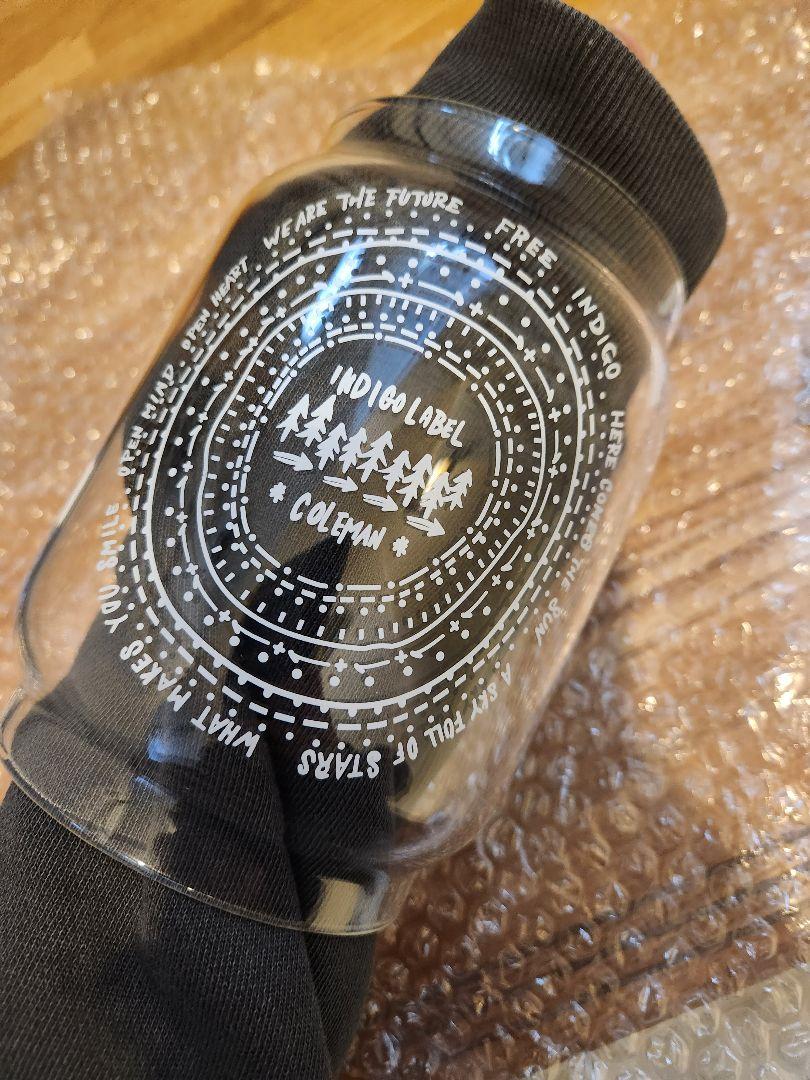 INDIGO LABEL
* COLEMAN *
WE ARE THE FUTURE
FREE INDIGO
HERE COMES THE SUN
A SKY FULL OF STARS
WHAT MAKES YOU SMILE
OPEN MIND. OPEN HEART.